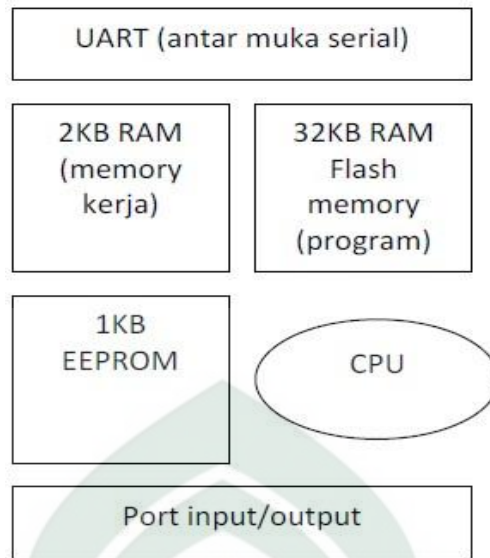 UART (antar muka serial)
2KB RAM
(memory
kerja)
32KB RAM
Flash
memory
(program)
1KB
EEPROM
CPU
Port input/output